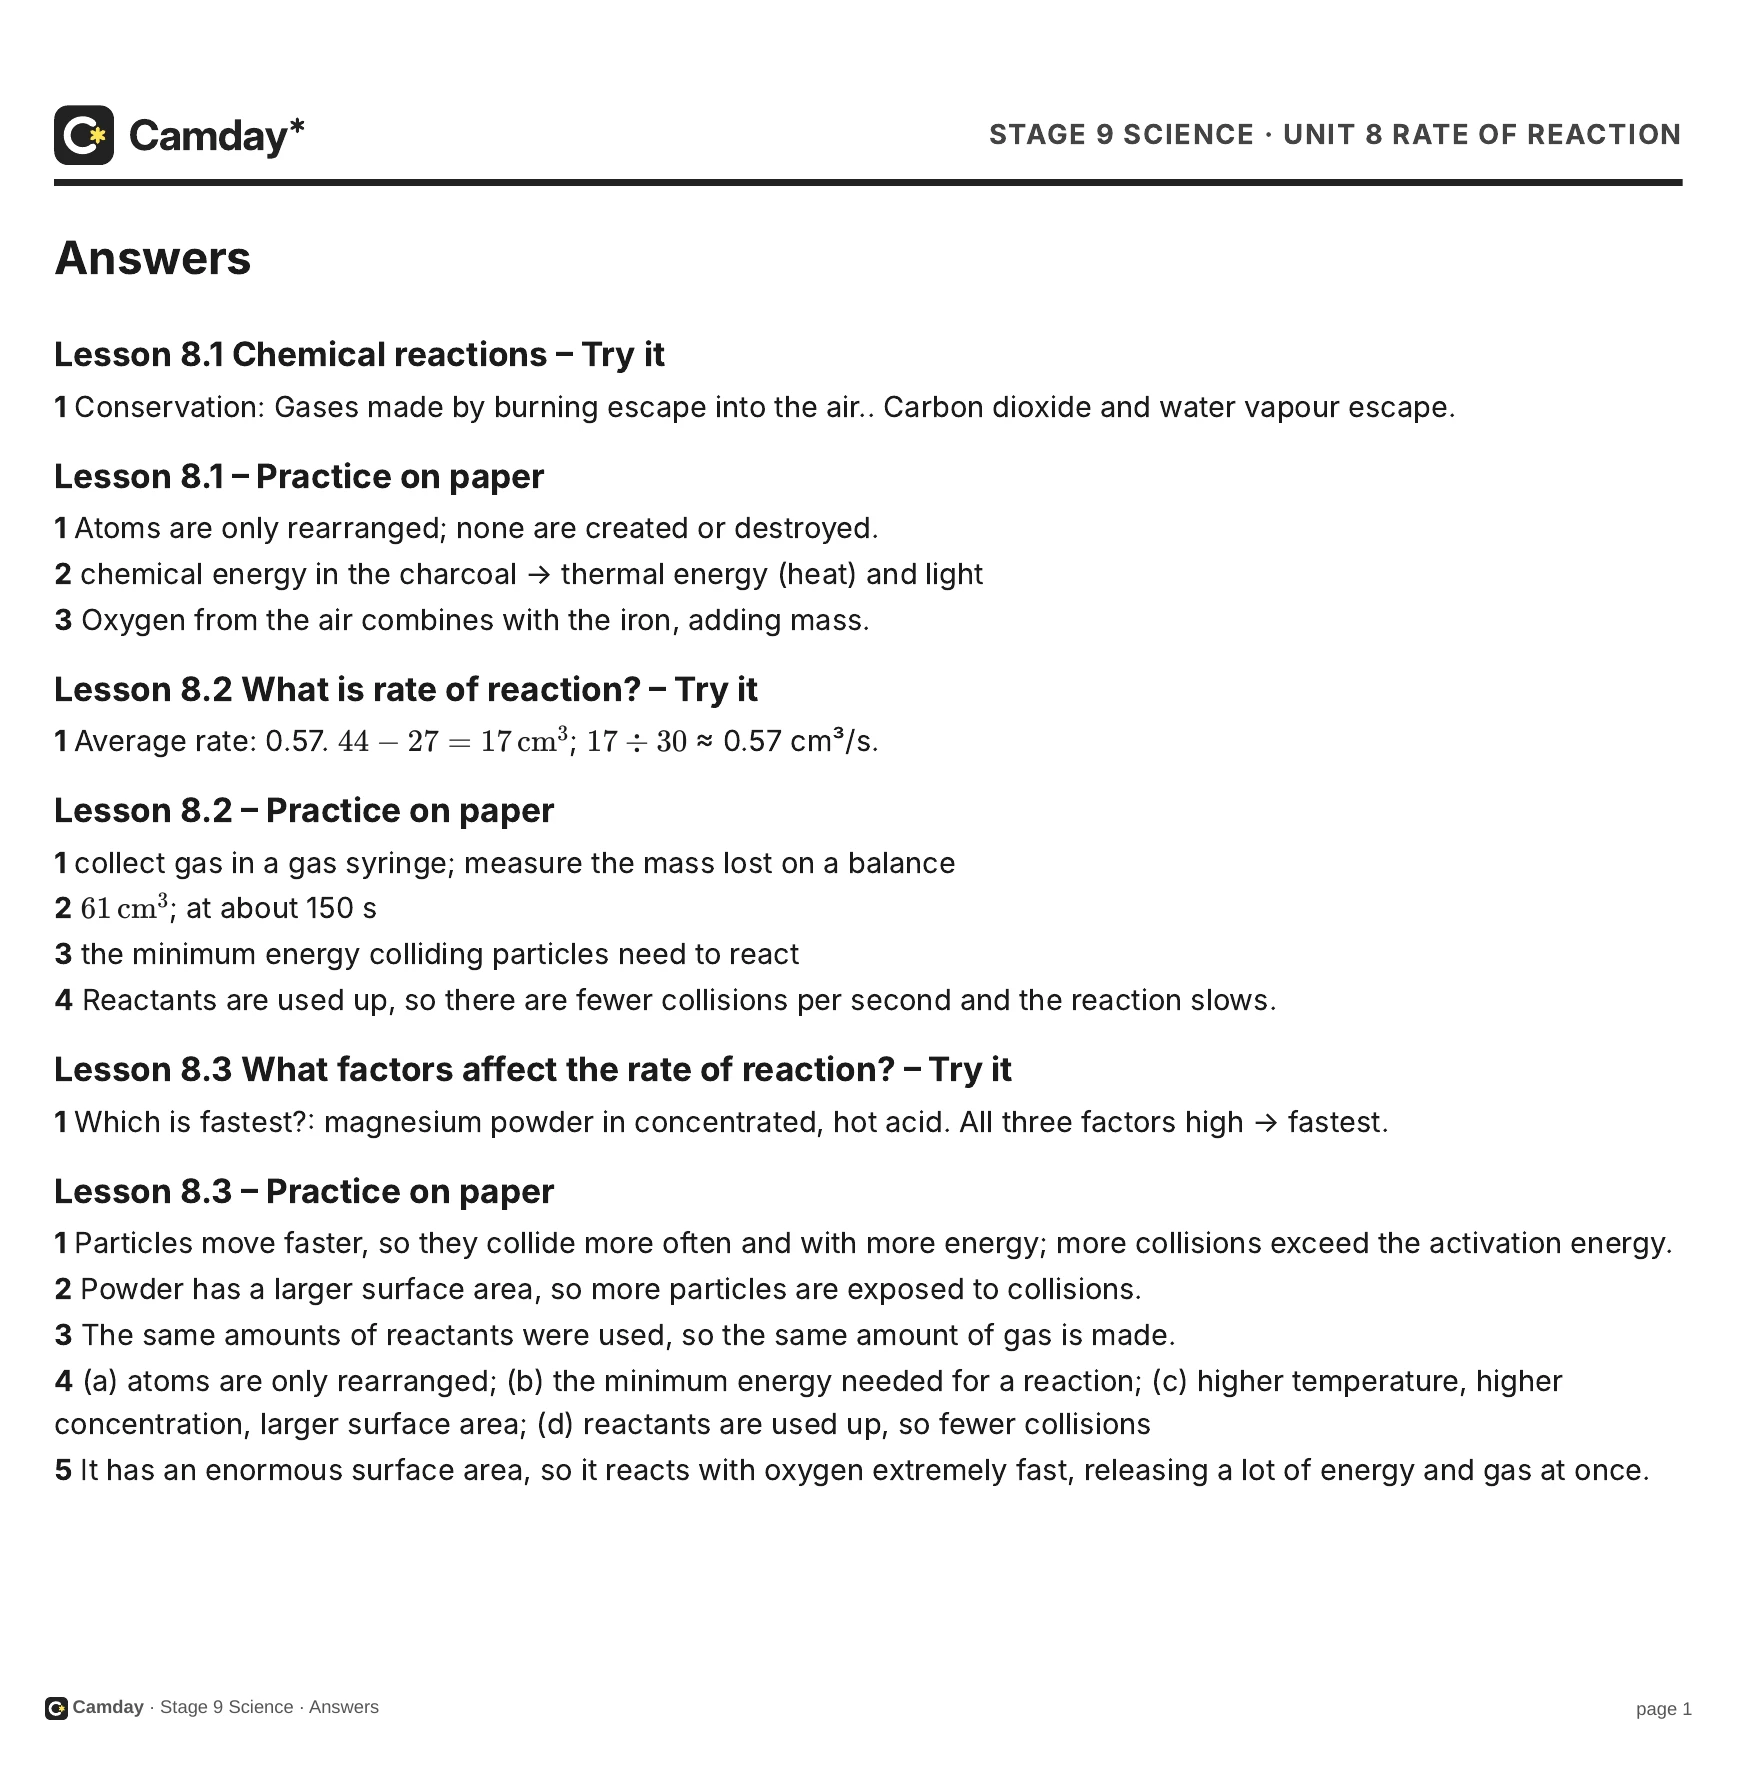 Camday*
STAGE 9 SCIENCE · UNIT 8 RATE OF REACTION
Answers
Lesson 8.1 Chemical reactions – Try it
1 Conservation: Gases made by burning escape into the air.. Carbon dioxide and water vapour escape.
Lesson 8.1 – Practice on paper
1 Atoms are only rearranged; none are created or destroyed.
2 chemical energy in the charcoal → thermal energy (heat) and light
3 Oxygen from the air combines with the iron, adding mass.
Lesson 8.2 What is rate of reaction? – Try it
1 Average rate: 0.57. 44 − 27 = 17 cm³; 17 ÷ 30 ≈ 0.57 cm³/s.
Lesson 8.2 – Practice on paper
1 collect gas in a gas syringe; measure the mass lost on a balance
2 61 cm³; at about 150 s
3 the minimum energy colliding particles need to react
4 Reactants are used up, so there are fewer collisions per second and the reaction slows.
Lesson 8.3 What factors affect the rate of reaction? – Try it
1 Which is fastest?: magnesium powder in concentrated, hot acid. All three factors high → fastest.
Lesson 8.3 – Practice on paper
1 Particles move faster, so they collide more often and with more energy; more collisions exceed the activation energy.
2 Powder has a larger surface area, so more particles are exposed to collisions.
3 The same amounts of reactants were used, so the same amount of gas is made.
4 (a) atoms are only rearranged; (b) the minimum energy needed for a reaction; (c) higher temperature, higher
concentration, larger surface area; (d) reactants are used up, so fewer collisions
5 It has an enormous surface area, so it reacts with oxygen extremely fast, releasing a lot of energy and gas at once.
Camday · Stage 9 Science · Answers
page 1